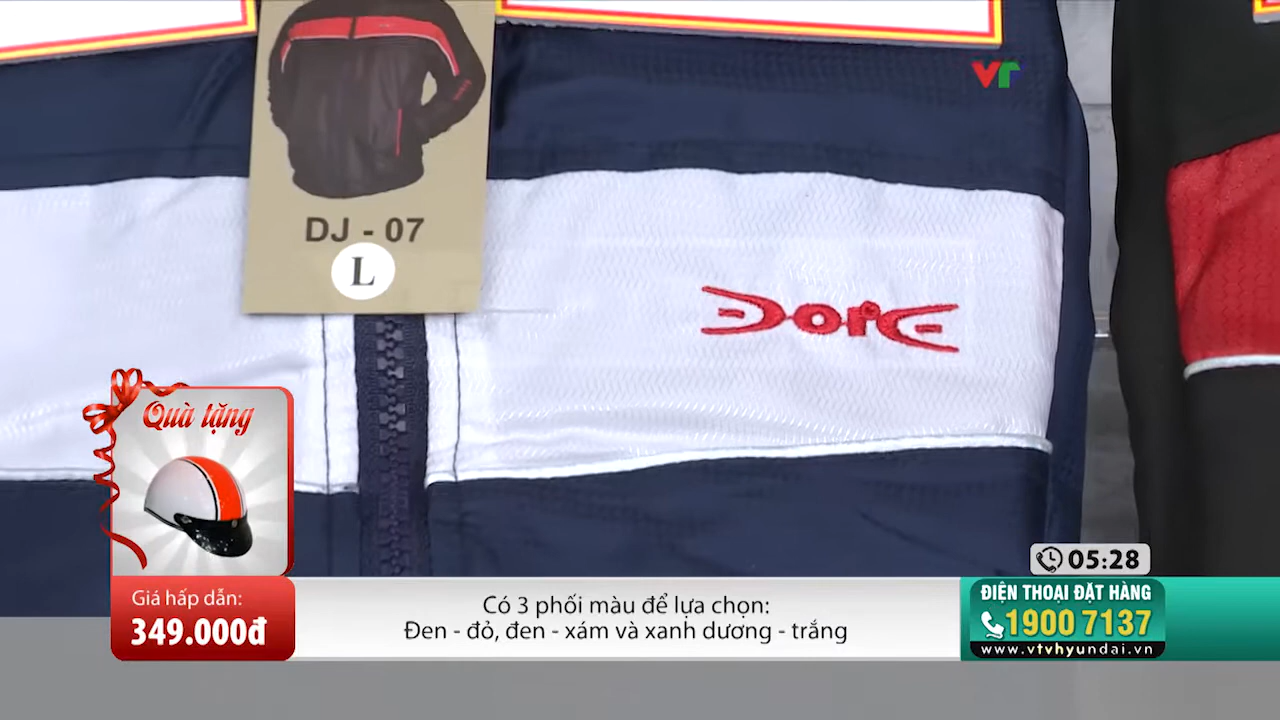 VT
DJ - 07
L
DORE
Quà tặng
05:28
Giá hấp dẫn:
349.000đ
Có 3 phối màu để lựa chọn:
Đen - đỏ, đen - xám và xanh dương - trắng
ĐIỆN THOẠI ĐẶT HÀNG
1900 7137
www.vtvhyundai.vn